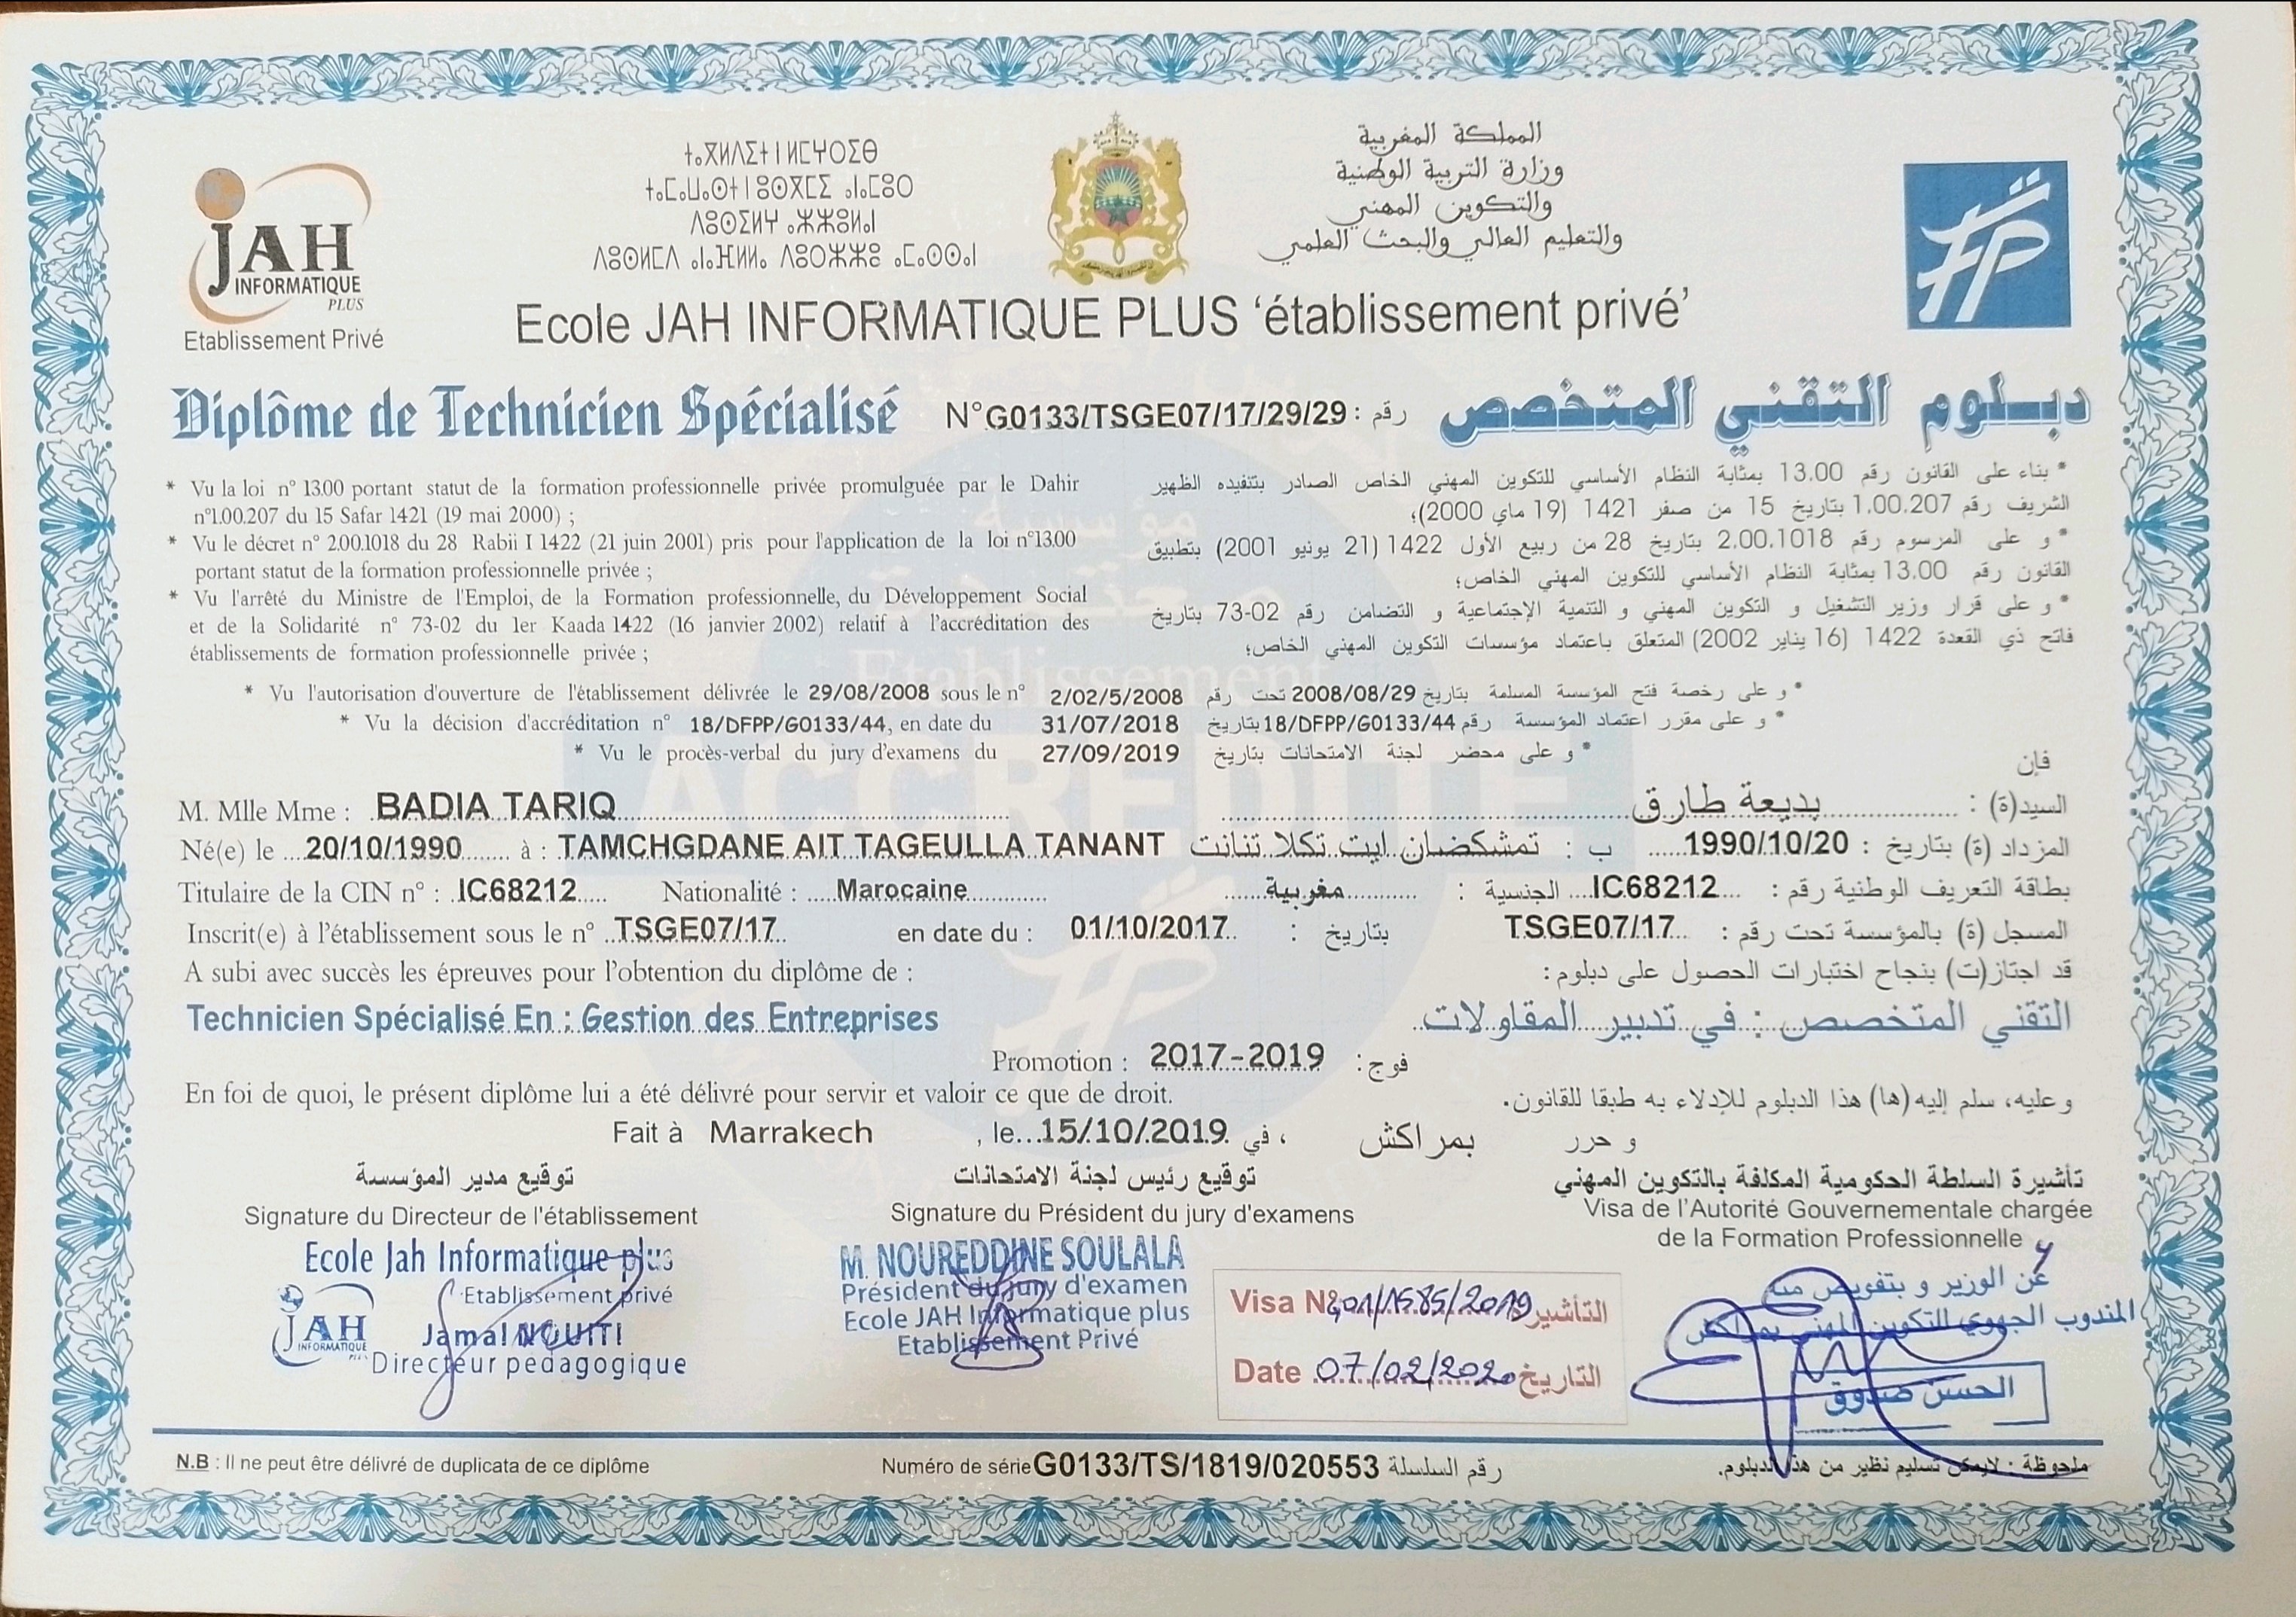 JAH
INFORMATIQUE
PLUS
Etablissement Privé
ⵜⴰⴳⵍⴷⵉⵜ ⵏ ⵍⵎⵖⵔⵉⴱ
ⵜⴰⵎⴰⵡⴰⵙⵜ ⵏ ⵓⵙⴳⵎⵉ ⴰⵏⴰⵎⵓⵔ
ⴷⵓⵙⵉⵍⵖ ⴰⵣⵣⵓⵍⴰⵏ
ⴷⵓⵙⵍⵎⴷ ⴰⵏⴰⴼⵍⵍⴰ ⴷⵓⵔⵣⵣⵓ ⴰⵎⴰⵙⵙⴰⵏ
المملكة المغربية
وزارة التربية الوطنية
والتكوين المهني
والتعليم العالي والبحث العلمي
Ecole JAH INFORMATIQUE PLUS ‘établissement privé’
Diplôme de Technicien Spécialisé N°G0133/TSGE07/17/29/29 : رقم دبلوم التقني المتخصص
* Vu la loi n° 13.00 portant statut de la formation professionnelle privée promulguée par le Dahir
n°1.00.207 du 15 Safar 1421 (19 mai 2000) ;
* Vu le décret n° 2.00.1018 du 28 Rabii I 1422 (21 juin 2001) pris pour l'application de la loi n°13.00
portant statut de la formation professionnelle privée ;
* Vu l'arrêté du Ministre de l'Emploi, de la Formation professionnelle, du Développement Social
et de la Solidarité n° 73-02 du 1er Kaada 1422 (16 janvier 2002) relatif à l'accréditation des
établissements de formation professionnelle privée ;
* بناء على القانون رقم 13.00 بمثابة النظام الأساسي للتكوين المهني الخاص الصادر بتنفيده الظهير
الشريف رقم 1.00.207 بتاريخ 15 من صفر 1421 (19 ماي 2000)؛
* و على المرسوم رقم 2.00.1018 بتاريخ 28 من ربيع الأول 1422 (21 يونيو 2001) بتطبيق
القانون رقم 13.00 بمثابة النظام الأساسي للتكوين المهني الخاص؛
* و على قرار وزير التشغيل و التكوين المهني و التنمية الإجتماعية و التضامن رقم 02-73 بتاريخ
فاتح ذي القعدة 1422 (16 يناير 2002) المتعلق باعتماد مؤسسات التكوين المهني الخاص؛
مؤسسة
معتمدة
Etablissement
ACCREDITE
* Vu l'autorisation d'ouverture de l'établissement délivrée le 29/08/2008 sous le n° 2/02/5/2008 و على رخصة فتح المؤسسة المسلمة بتاريخ 2008/08/29 تحت رقم *
* Vu la décision d'accréditation n° 18/DFPP/G0133/44, en date du 31/07/2018 و على مقرر اعتماد المؤسسة رقم 18/DFPP/G0133/44 بتاريخ *
* Vu le procès-verbal du jury d'examens du 27/09/2019 و على محضر لجنة الامتحانات بتاريخ *
فإن
M. Mlle Mme : BADIA TARIQ السيد(ة) : بديعة طارق
Né(e) le 20/10/1990 à : TAMCHGDANE AIT TAGEULLA TANANT المزداد (ة) بتاريخ : 1990/10/20 ب : تمشكضان ايت تكلا تنانت
Titulaire de la CIN n° : IC68212 Nationalité : Marocaine بطاقة التعريف الوطنية رقم : IC68212 الجنسية : مغربية
Inscrit(e) à l'établissement sous le n° TSGE07/17 en date du : 01/10/2017 المسجل (ة) بالمؤسسة تحت رقم : TSGE07/17 بتاريخ :
A subi avec succès les épreuves pour l'obtention du diplôme de : قد اجتاز(ت) بنجاح اختبارات الحصول على دبلوم:
Technicien Spécialisé En : Gestion des Entreprises التقني المتخصص : في تدبير المقاولات
Promotion : 2017-2019 فوج:
En foi de quoi, le présent diplôme lui a été délivré pour servir et valoir ce que de droit. و عليه، سلم إليه (ها) هذا الدبلوم للإدلاء به طبقا للقانون.
Fait à Marrakech , le...15/10/2019 و حرر بمراكش ، في
توقيع مدير المؤسسة
Signature du Directeur de l'établissement
Ecole Jah Informatique plus
Etablissement privé
JAH
INFORMATIQUE
PLUS
Jamal NOUITI
Directeur pédagogique
توقيع رئيس لجنة الامتحانات
Signature du Président du jury d'examens
M. NOUREDDINE SOULALA
Président du jury d'examen
Ecole JAH Informatique plus
Etablissement Privé
تأشيرة السلطة الحكومية المكلفة بالتكوين المهني
Visa de l'Autorité Gouvernementale chargée
de la Formation Professionnelle
Visa N 1585/2019 التأشير
Date 07/02/2020 التاريخ
عن الوزير و بتفويض منه
المندوب الجهوي للتكوين المهني بمراكش
الحسن صدوق
N.B : Il ne peut être délivré de duplicata de ce diplôme
Numéro de série G0133/TS/1819/020553 رقم السلسلة
ملحوظة : لايمكن تسليم نظير من هذا الدبلوم.